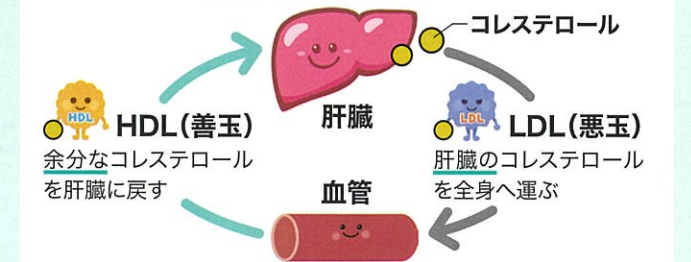 コレステロール
肝臓
HDL
HDL(善玉)
余分なコレステロール
を肝臓に戻す
LDL
LDL(悪玉)
肝臓のコレステロール
を全身へ運ぶ
血管